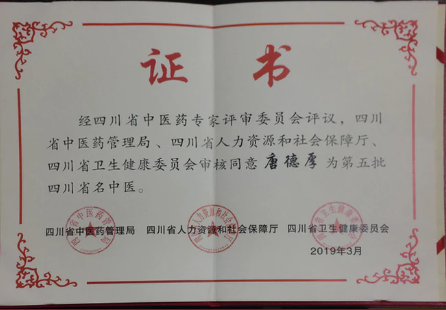 证书
经四川省中医药专家评审委员会评议,四川
省中医药管理局、四川省人力资源和社会保障厅、
四川省卫生健康委员会审核同意唐德厚为第五批
四川省名中医。
四川省中医药管理局 四川省人力资源和社会保障厅 四川省卫生健康委员会
2019年3月